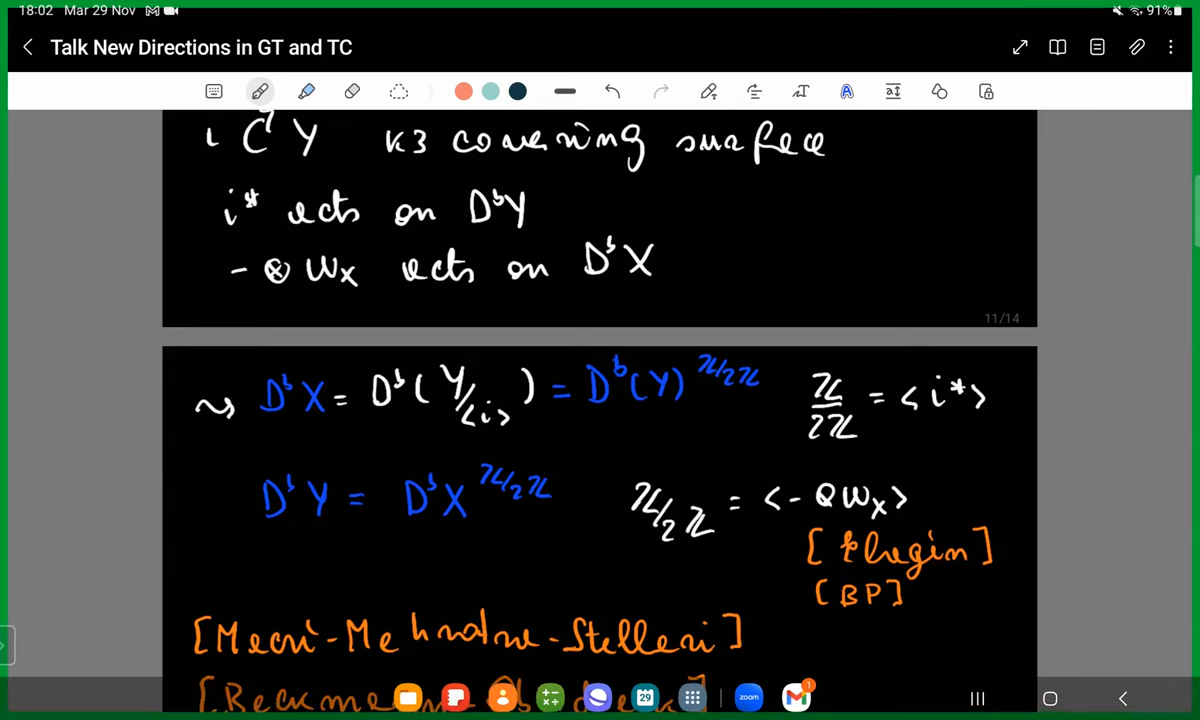 18:02 Mar 29 Nov 91%
Talk New Directions in GT and TC
i C Y K3 covering surface
i* acts on DᵇY
- ⊗ ωX acts on DᵇX
11/14
⇝ DᵇX = Dᵇ(Y/<i>) = Dᵇ(Y)^ℤ/2ℤ ℤ/2ℤ = <i*>
DᵇY = DᵇX^ℤ/2ℤ ℤ/2ℤ = <- ⊗ ωX>
[Elagin]
[BP]
[Macrì - Mehrotra - Stellari]
zoom
29
1